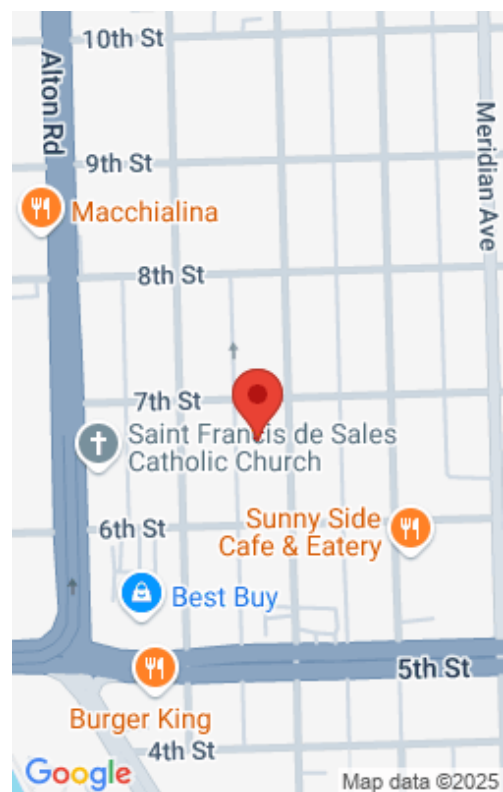 10th St
Alton Rd
9th St
Meridian Ave
Macchialina
8th St
7th St
Saint Francis de Sales
Catholic Church
6th St
Sunny Side
Cafe & Eatery
Best Buy
5th St
Burger King
4th St
Google
Map data ©2025